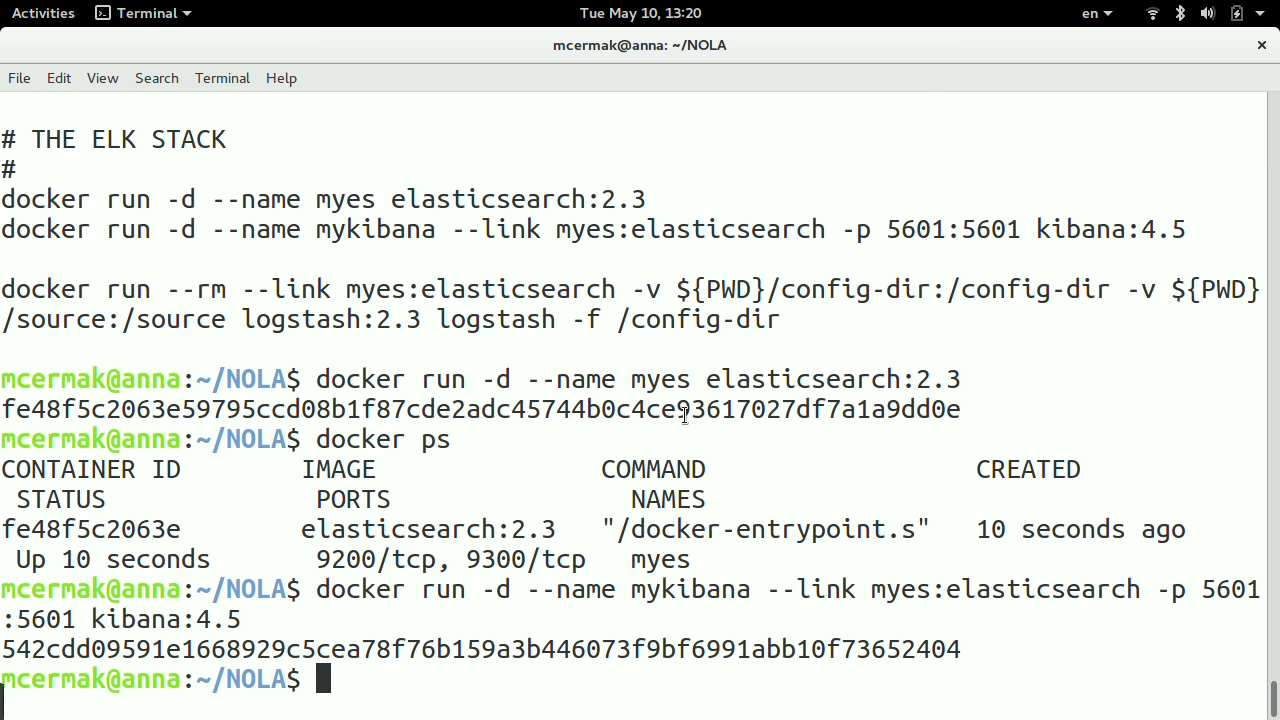 Activities Terminal Tue May 10, 13:20 en
mcermak@anna: ~/NOLA ×
File Edit View Search Terminal Help
# THE ELK STACK
#
docker run -d --name myes elasticsearch:2.3
docker run -d --name mykibana --link myes:elasticsearch -p 5601:5601 kibana:4.5
docker run --rm --link myes:elasticsearch -v ${PWD}/config-dir:/config-dir -v ${PWD}
/source:/source logstash:2.3 logstash -f /config-dir
mcermak@anna:~/NOLA$ docker run -d --name myes elasticsearch:2.3
fe48f5c2063e59795ccd08b1f87cde2adc45744b0c4ce93617027df7a1a9dd0e
mcermak@anna:~/NOLA$ docker ps
CONTAINER ID IMAGE COMMAND CREATED
STATUS PORTS NAMES
fe48f5c2063e elasticsearch:2.3 "/docker-entrypoint.s" 10 seconds ago
Up 10 seconds 9200/tcp, 9300/tcp myes
mcermak@anna:~/NOLA$ docker run -d --name mykibana --link myes:elasticsearch -p 5601
:5601 kibana:4.5
542cdd09591e1668929c5cea78f76b159a3b446073f9bf6991abb10f73652404
mcermak@anna:~/NOLA$